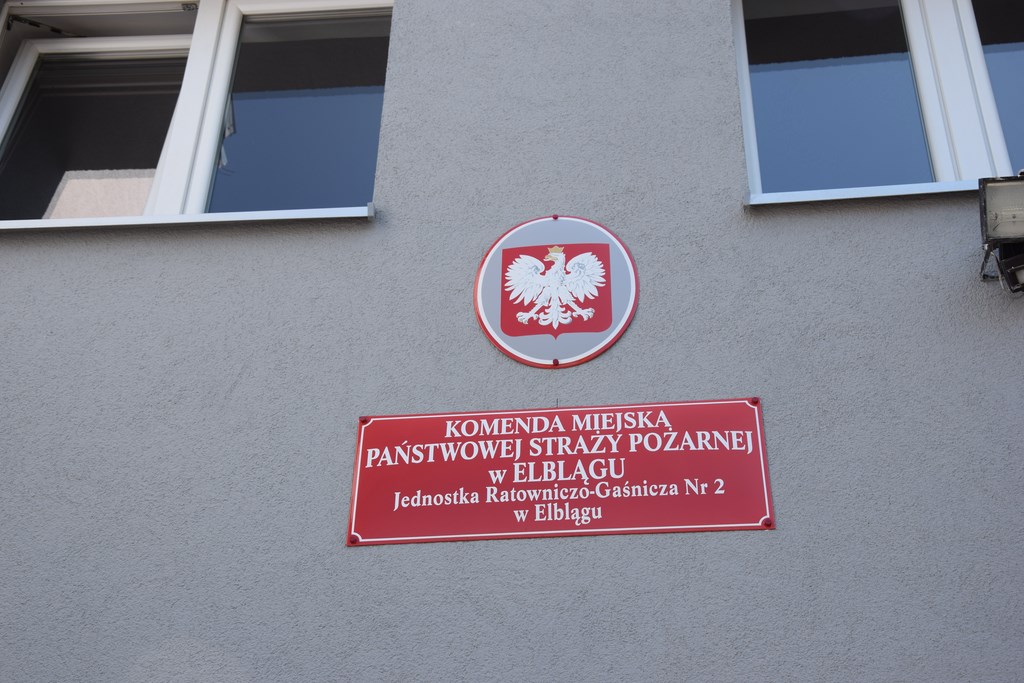 KOMENDA MIEJSKA
PAŃSTWOWEJ STRAŻY POŻARNEJ
w ELBLĄGU
Jednostka Ratowniczo-Gaśnicza Nr 2
w Elblągu